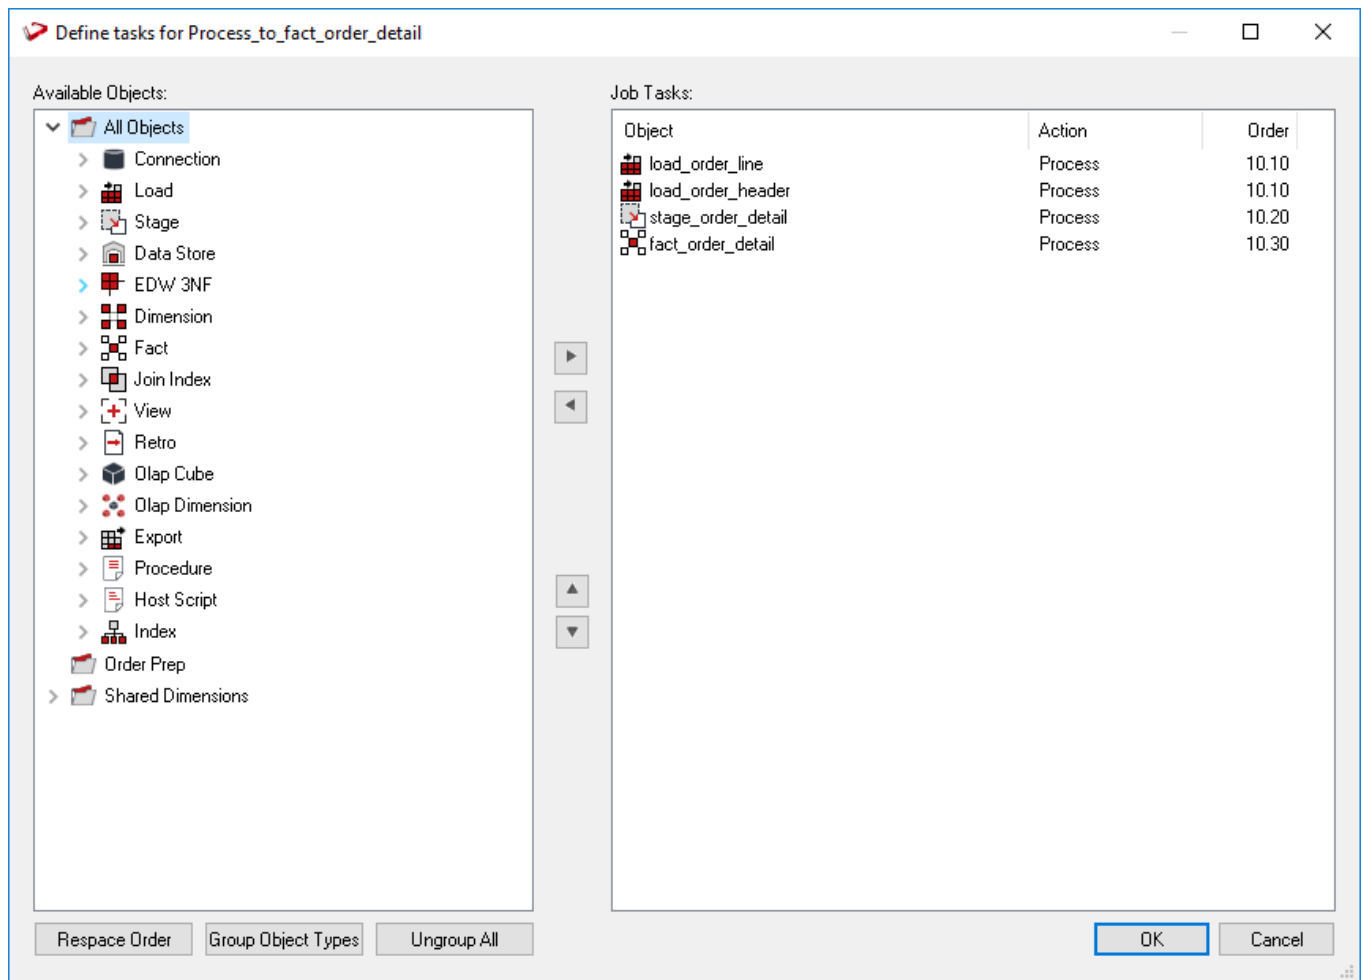 Define tasks for Process_to_fact_order_detail
Available Objects:
All Objects
Connection
Load
Stage
Data Store
EDW 3NF
Dimension
Fact
Join Index
View
Retro
Olap Cube
Olap Dimension
Export
Procedure
Host Script
Index
Order Prep
Shared Dimensions
Job Tasks:
Object Action Order
load_order_line Process 10.10
load_order_header Process 10.10
stage_order_detail Process 10.20
fact_order_detail Process 10.30
Respace Order Group Object Types Ungroup All OK Cancel